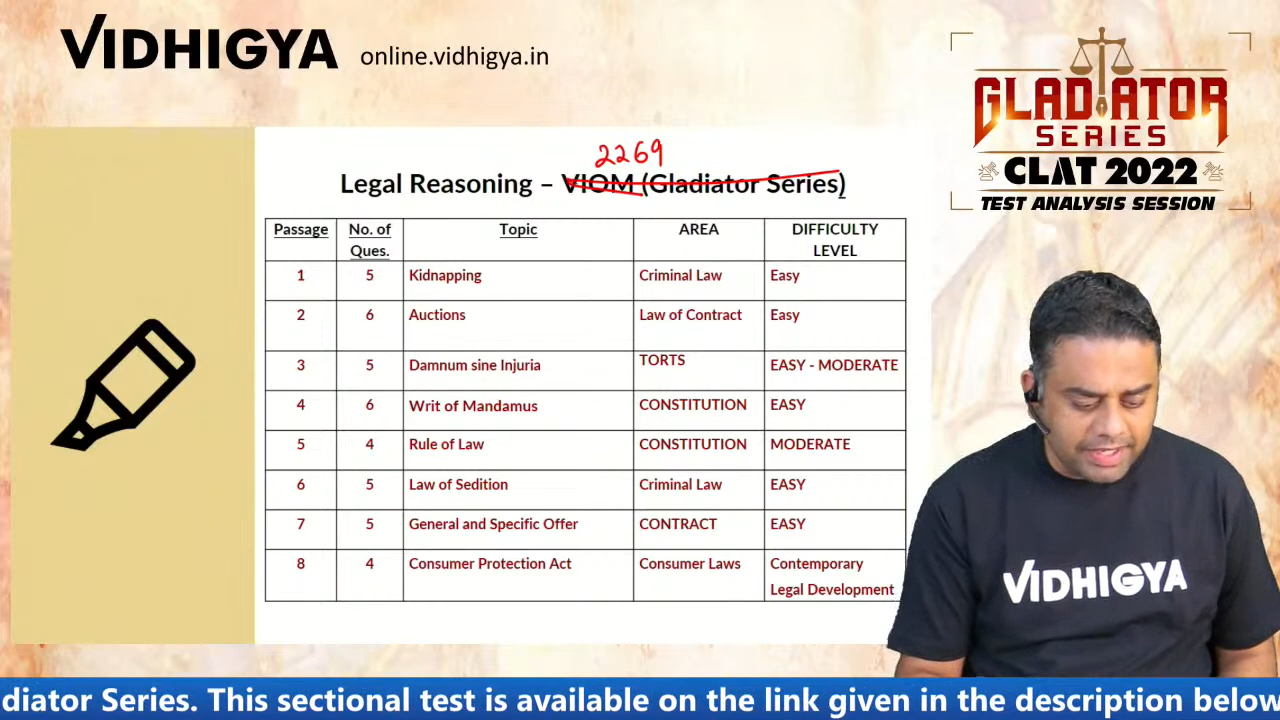 VIDHIGYA online.vidhigya.in
GLADIATOR
SERIES
CLAT 2022
TEST ANALYSIS SESSION
2269
Legal Reasoning – VIOM (Gladiator Series)
Passage No. of Ques. Topic AREA DIFFICULTY LEVEL
1 5 Kidnapping Criminal Law Easy
2 6 Auctions Law of Contract Easy
3 5 Damnum sine Injuria TORTS EASY - MODERATE
4 6 Writ of Mandamus CONSTITUTION EASY
5 4 Rule of Law CONSTITUTION MODERATE
6 5 Law of Sedition Criminal Law EASY
7 5 General and Specific Offer CONTRACT EASY
8 4 Consumer Protection Act Consumer Laws Contemporary Legal Development
VIDHIGYA
diator Series. This sectional test is available on the link given in the description below